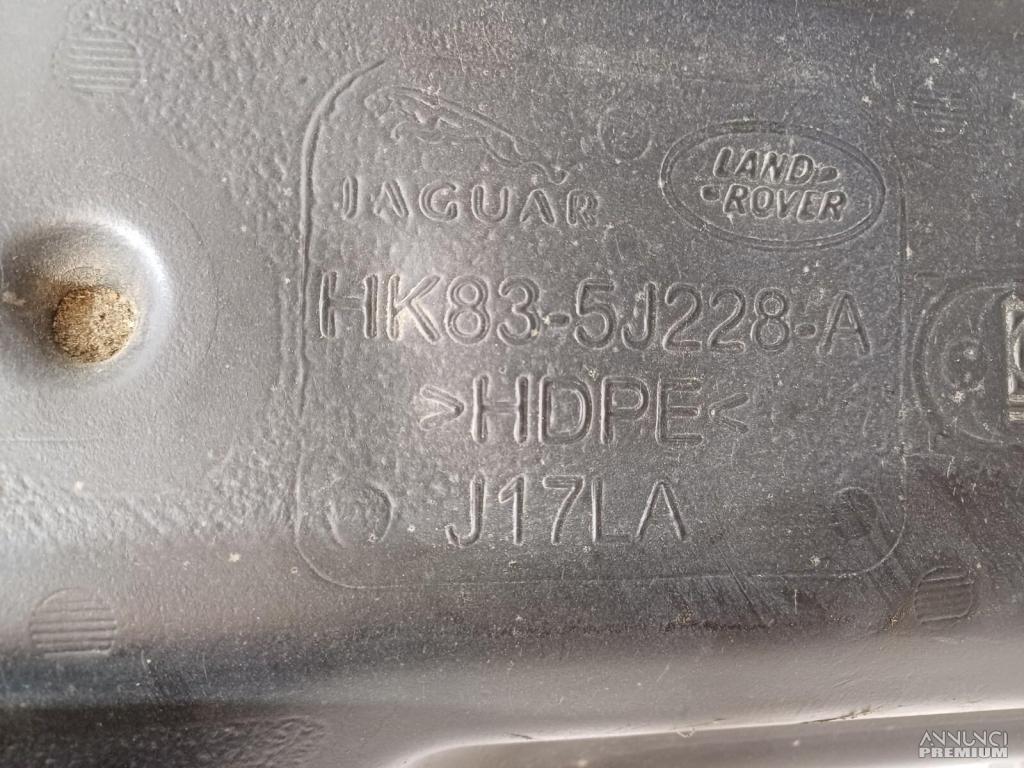 JAGUAR
LAND
ROVER
HK83-5J228-A
>HDPE<
J17LA
ANNUNCI
PREMIUM